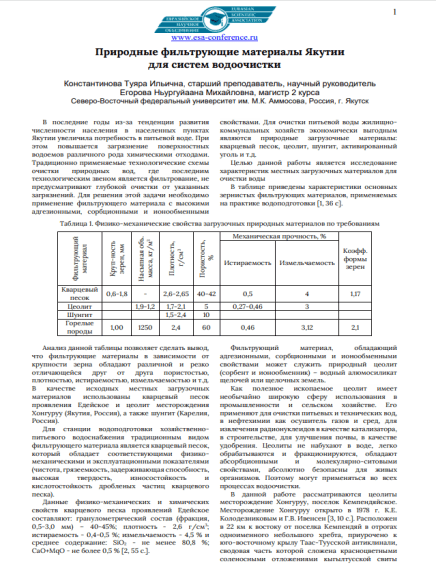 ЕВРАЗИЙСКОЕ
НАУЧНОЕ
ОБЪЕДИНЕНИЕ
EURASIAN
SCIENTIFIC
ASSOCIATION
1
www.esa-conference.ru
Природные фильтрующие материалы Якутии
для систем водоочистки
Константинова Туяра Ильична, старший преподаватель, научный руководитель
Егорова Ньургуйаана Михайловна, магистр 2 курса
Северо-Восточный федеральный университет им. М.К. Аммосова, Россия, г. Якутск
В последние годы из-за тенденции развития
численности населения в населенных пунктах
Якутии увеличила потребность в питьевой воде. При
этом повышается загрязнение поверхностных
водоемов различного рода химическими отходами.
Традиционно применяемые технологические схемы
очистки природных вод, где последним
технологическим звеном является фильтрование, не
предусматривают глубокой очистки от указанных
загрязнений. Для решения этой задачи необходимо
применение фильтрующего материала с высокими
адгезионными, сорбционными и ионообменными
свойствами. Для очистки питьевой воды жилищно-
коммунальных хозяйств экономически выгодным
являются природные загрузочные материалы:
кварцевый песок, цеолит, шунгит, активированный
уголь и т.д.
Целью данной работы является исследование
характеристик местных загрузочных материалов для
очистки воды
В таблице приведены характеристики основных
зернистых фильтрующих материалов, применяемых
на практике водоподготовки [1, 36 с].
Таблица 1. Физико-механические свойства загрузочных природных материалов по требованиям
Фильтрующий материал
Круп-ность зерен, мм
Насыпная объ. масса, кг/м³
Плотность, г/см³
Пористость, %
Механическая прочность, %
Истираемость
Измельчаемость
Коэфф. формы зерен
Кварцевый песок 0,6-1,8 - 2,6-2,65 40-42 0,5 4 1,17
Цеолит 1,9-1,2 1,7-2,1 5 0,27-0,46 3
Шунгит 1,5-2,4 10
Горелые породы 1,00 1250 2,4 60 0,46 3,12 2,1
Анализ данной таблицы позволяет сделать вывод,
что фильтрующие материалы в зависимости от
крупности зерна обладают различной и резко
отличающейся друг от друга пористостью,
плотностью, истираемостью, измельчаемостью и т.д.
В качестве исходных местных загрузочных
материалов использованы кварцевый песок
проявления Едейское и цеолит месторождения
Хонгуруу (Якутия, Россия), а также шунгит (Карелия,
Россия).
Для станции водоподготовки хозяйственно-
питьевого водоснабжения традиционным видом
фильтрующего материала является кварцевый песок,
который обладает соответствующими физико-
механическими и эксплуатационными показателями
(чистота, грязеемкость, задерживающая способность,
высокая твердость, износостойкость и
кислотостойкость дробленых частиц кварцевого
песка).
Данные физико-механических и химических
свойств кварцевого песка проявлений Едейское
составляют: гранулометрический состав (фракция,
0,5-3,0 мм) - 40-45%; плотность - 2,6 г/см³;
истираемость - 0,4-0,5 %; измельчаемость - 4,5 % и
среднее содержание: SiO₂ - не менее 80,8 %;
CaO+MqO - не более 0,5 % [2, 55 с.].
Фильтрующий материал, обладающий
адгезионными, сорбционными и ионообменными
свойствами может служить природный цеолит
(сорбент и ионообменник) – водный алюмосиликат
щелочей или щелочных земель.
Как полезное ископаемое цеолит имеет
необычайно широкую сферу использования в
промышленности и сельском хозяйстве. Его
применяют для очистки питьевых и технических вод,
в нефтехимии как осушитель газов и сред, для
извлечения радионуклеидов в качестве катализатора,
в строительстве, для улучшения почвы, в качестве
удобрения. Цеолиты не набухают в воде, легко
обрабатываются и фракционируются, обладают
абсорбционными и молекулярно-ситовыми
свойствами, абсолютно безопасны для живых
организмов. Поэтому могут применяться во всех
процессах водоочистки.
В данной работе рассматриваются цеолиты
месторождение Хонгуруу, поселок Кемпендяйское.
Месторождение Хонгуруу открыто в 1978 г. К.Е.
Колодезниковым и Г.В. Ивенсен [3, 10 с.]. Расположен
в 22 км к востоку от поселка Кемпендяй в отрогах
одноименного небольшого хребта, приурочено к
юго-восточному крылу Таас-Туусской антиклинали,
сводовая часть которой сложена красноцветными
соленосными отложениями кыгылтууской свиты